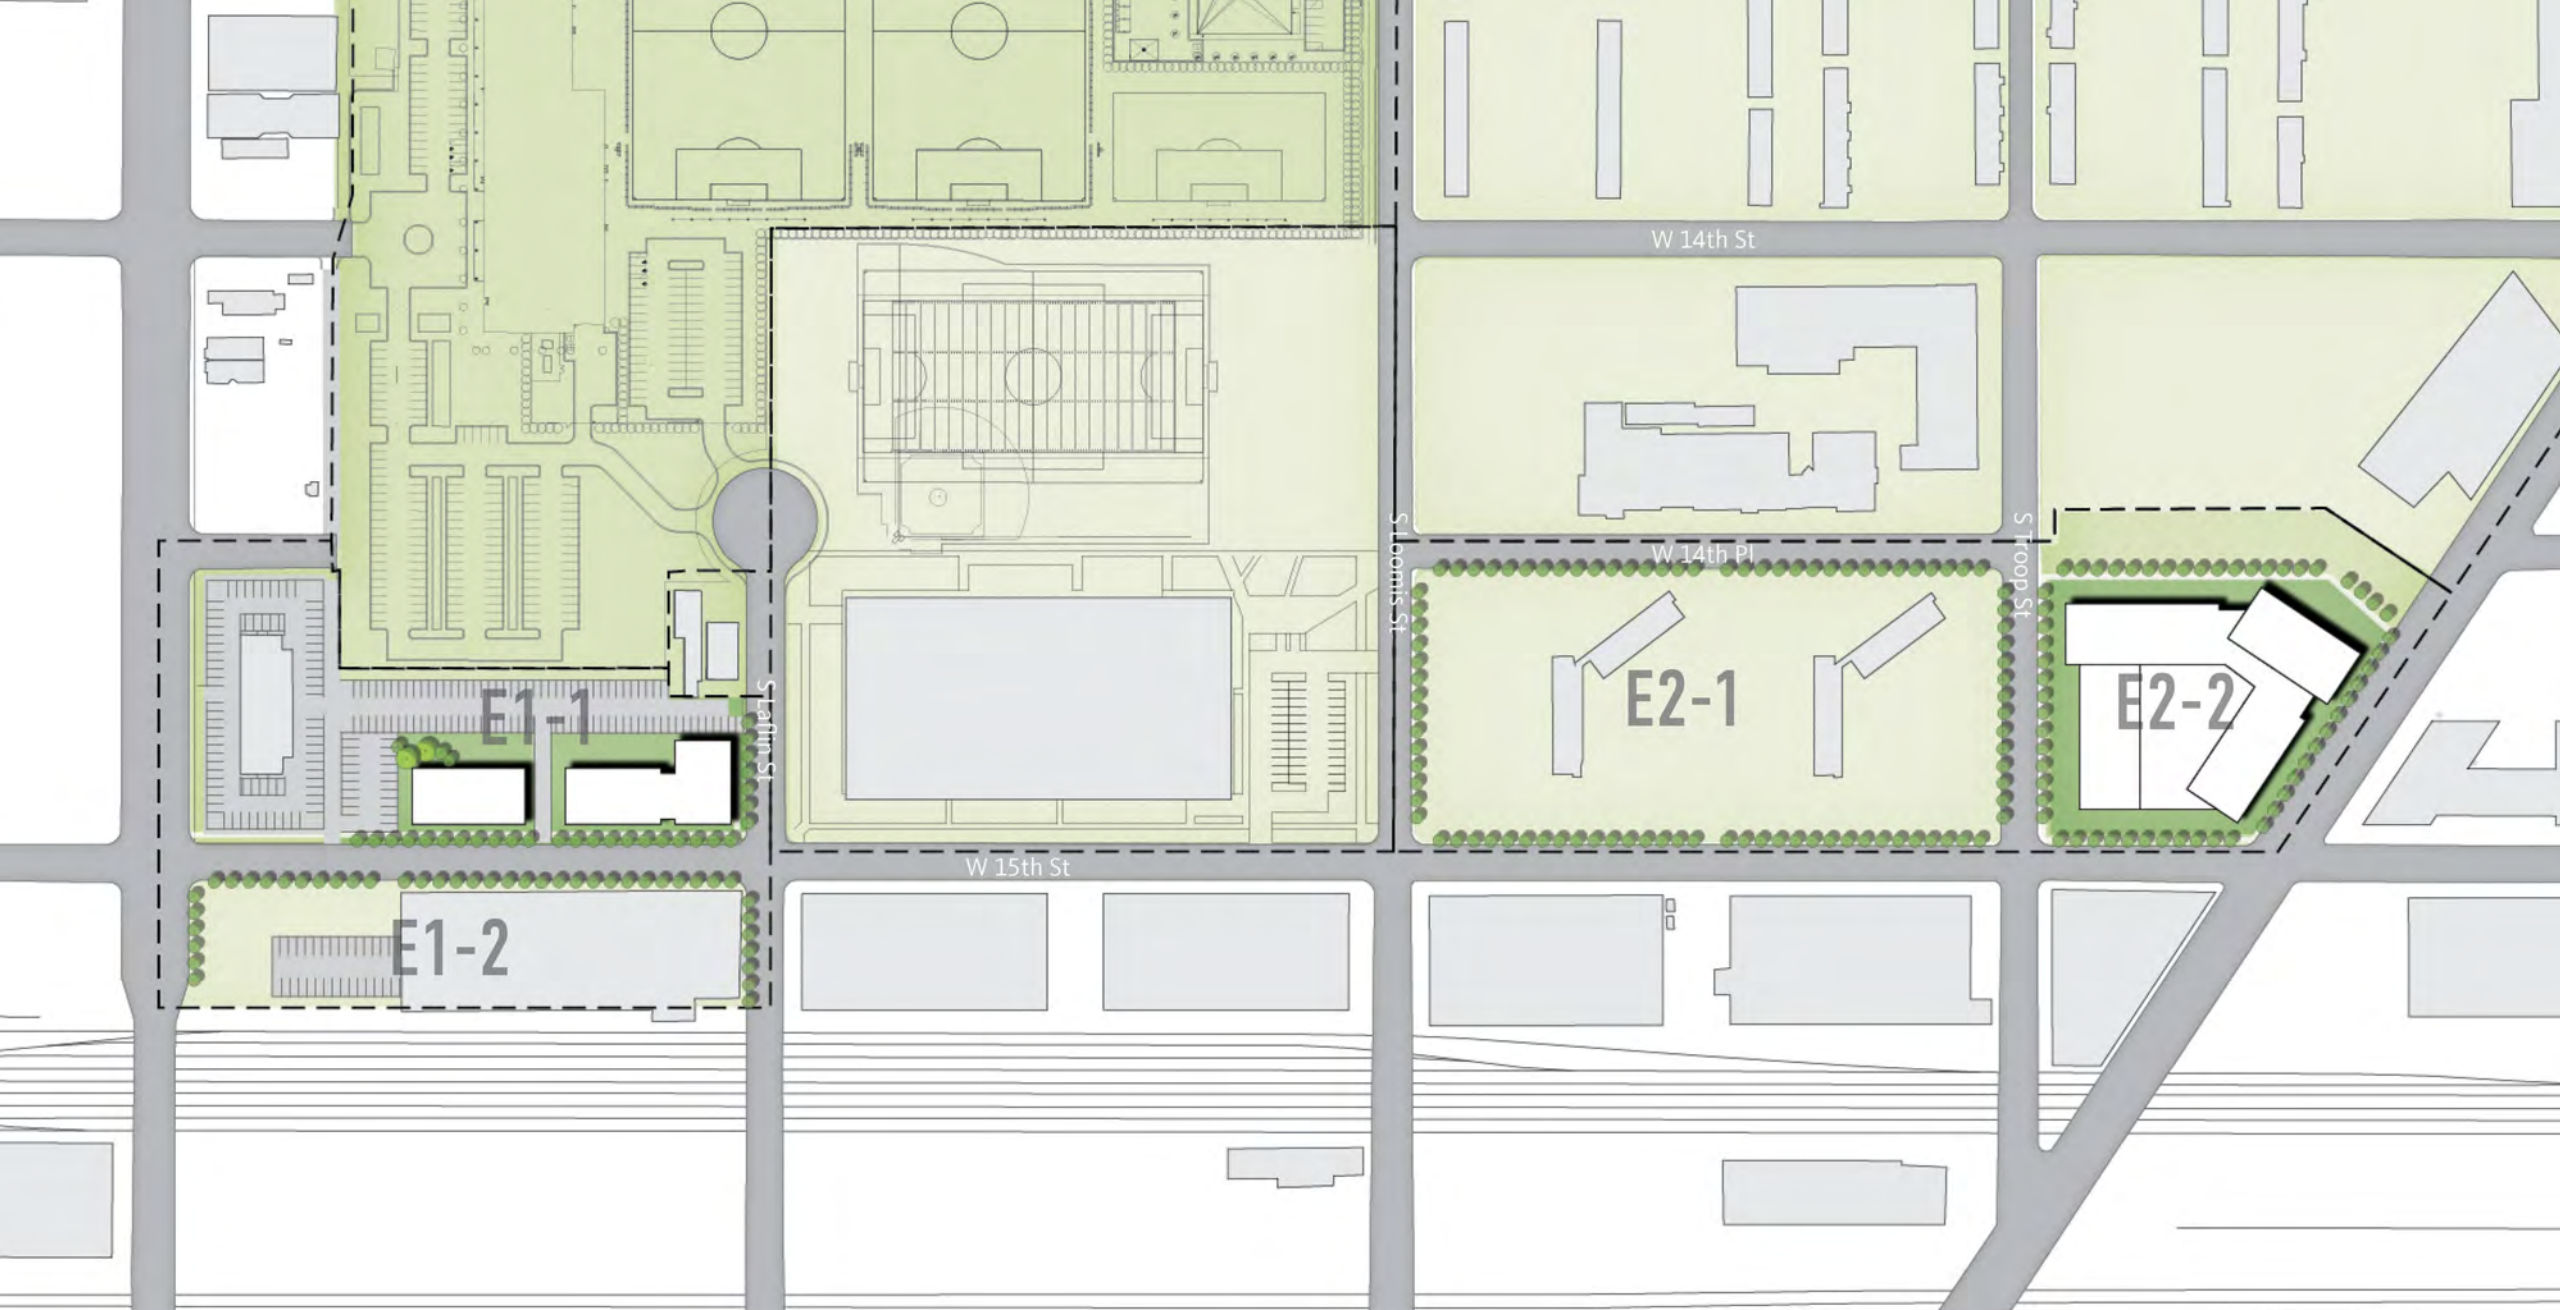 W 14th St
W 14th Pl
S Loomis St
S Troop St
E1-1
E2-1
E2-2
S Laflin St
W 15th St
E1-2